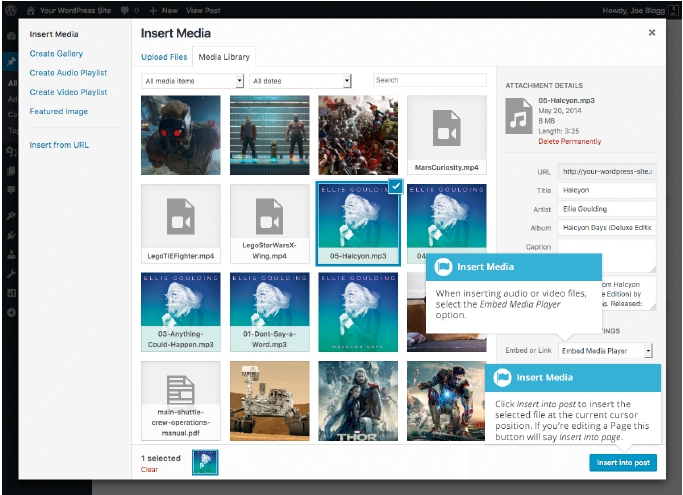 Your WordPress Site 0 + New View Post Howdy, Joe Blogg
Insert Media
Create Gallery
Create Audio Playlist
Create Video Playlist
Featured Image
Insert from URL
Insert Media
Upload Files Media Library
All media items All dates Search
MarsCuriosity.mp4
LegoTIEFighter.mp4
LegoStarWarsX-
Wing.mp4
ELLIE GOULDING
05-Halcyon.mp3
ELLIE GOULDING
04
ELLIE GOULDING
03-Anything-
Could-Happen.mp3
ELLIE GOULDING
01-Dont-Say-a-
Word.mp3
ELLIE GOULDING
HALCYON DAYS
main-shuttle-
crew-operations-
manual.pdf
THOR
ATTACHMENT DETAILS
05-Halcyon.mp3
May 20, 2014
8 MB
Length: 3:25
Delete Permanently
URL http://your-wordpress-site.c
Title Halcyon
Artist Ellie Goulding
Album Halcyon Days (Deluxe Editic
Caption
om Halcyon
e Edition) by
. Released:
INGS
Embed or Link Embed Media Player
Insert Media
When inserting audio or video files,
select the Embed Media Player
option.
Insert Media
Click Insert into post to insert the
selected file at the current cursor
position. If you're editing a Page this
button will say Insert into page.
1 selected
Clear
Insert into post